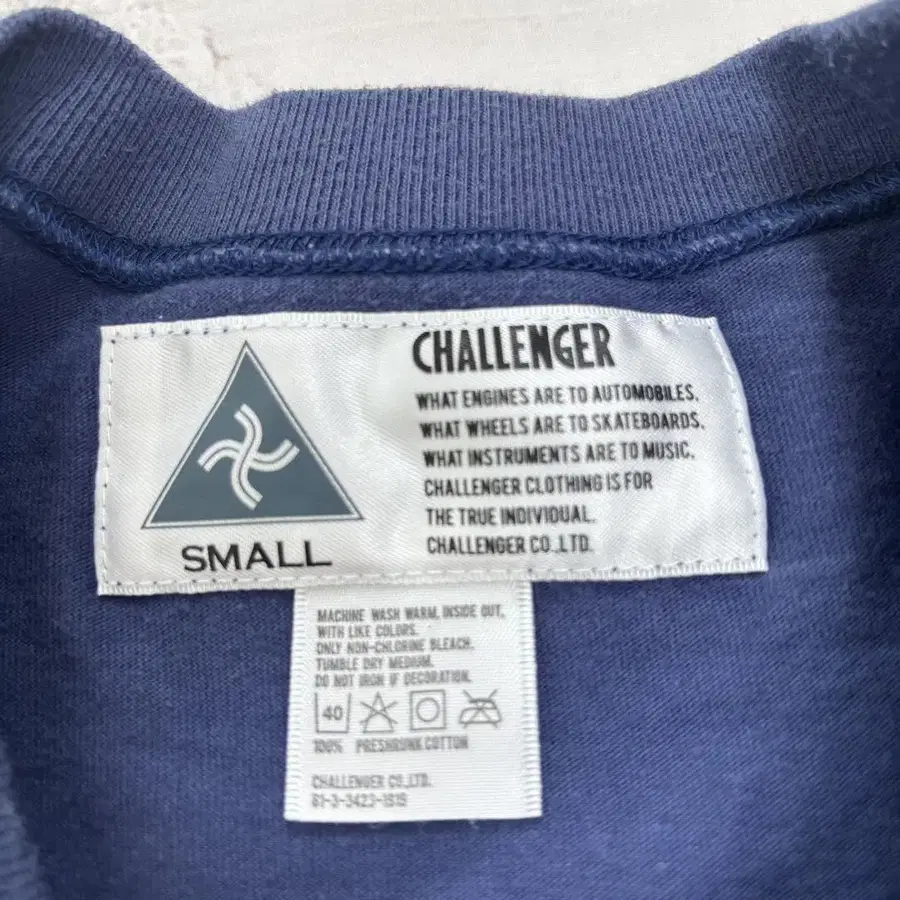 CHALLENGER
WHAT ENGINES ARE TO AUTOMOBILES.
WHAT WHEELS ARE TO SKATEBOARDS.
WHAT INSTRUMENTS ARE TO MUSIC.
CHALLENGER CLOTHING IS FOR
THE TRUE INDIVIDUAL.
CHALLENGER CO.,LTD.
SMALL
MACHINE WASH WARM, INSIDE OUT,
WITH LIKE COLORS.
ONLY NON-CHLORINE BLEACH.
TUMBLE DRY MEDIUM.
DO NOT IRON IF DECORATION.
40
100% PRESHRUNK COTTON
CHALLENGER CO.,LTD.
81-3-3423-1919